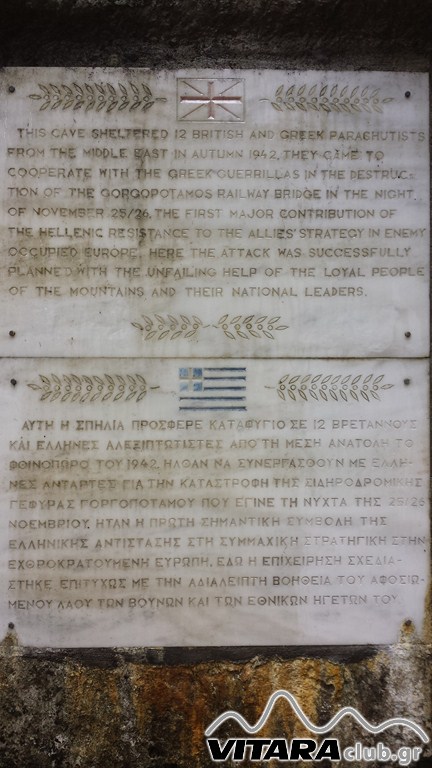 THIS CAVE SHELTERED 12 BRITISH AND GREEK PARACHUTISTS
FROM THE MIDDLE EAST IN AUTUMN 1942. THEY CAME TO
COOPERATE WITH THE GREEK GUERRILLAS IN THE DESTRUC-
TION OF THE GORGOPOTAMOS RAILWAY BRIDGE IN THE NIGHT
OF NOVEMBER 25/26, THE FIRST MAJOR CONTRIBUTION OF
THE HELLENIC RESISTANCE TO THE ALLIES' STRATEGY IN ENEMY
OCCUPIED EUROPE. HERE THE ATTACK WAS SUCCESSFULLY
PLANNED WITH THE UNFAILING HELP OF THE LOYAL PEOPLE
OF THE MOUNTAINS AND THEIR NATIONAL LEADERS.
ΑΥΤΗ Η ΣΠΗΛΙΑ ΠΡΟΣΦΕΡΕ ΚΑΤΑΦΥΓΙΟ ΣΕ 12 ΒΡΕΤΑΝΝΟΥΣ
ΚΑΙ ΕΛΛΗΝΕΣ ΑΛΕΞΙΠΤΩΤΙΣΤΕΣ ΑΠΟ ΤΗ ΜΕΣΗ ΑΝΑΤΟΛΗ ΤΟ
ΦΘΙΝΟΠΩΡΟ ΤΟΥ 1942. ΗΛΘΑΝ ΝΑ ΣΥΝΕΡΓΑΣΘΟΥΝ ΜΕ ΕΛΛΗ-
ΝΕΣ ΑΝΤΑΡΤΕΣ ΓΙΑ ΤΗΝ ΚΑΤΑΣΤΡΟΦΗ ΤΗΣ ΣΙΔΗΡΟΔΡΟΜΙΚΗΣ
ΓΕΦΥΡΑΣ ΓΟΡΓΟΠΟΤΑΜΟΥ ΠΟΥ ΕΓΙΝΕ ΤΗ ΝΥΧΤΑ ΤΗΣ 25/26
ΝΟΕΜΒΡΙΟΥ. ΗΤΑΝ Η ΠΡΩΤΗ ΣΗΜΑΝΤΙΚΗ ΣΥΜΒΟΛΗ ΤΗΣ
ΕΛΛΗΝΙΚΗΣ ΑΝΤΙΣΤΑΣΗΣ ΣΤΗ ΣΥΜΜΑΧΙΚΗ ΣΤΡΑΤΗΓΙΚΗ ΣΤΗΝ
ΕΧΘΡΟΚΡΑΤΟΥΜΕΝΗ ΕΥΡΩΠΗ. ΕΔΩ Η ΕΠΙΧΕΙΡΗΣΗ ΣΧΕΔΙΑ-
ΣΤΗΚΕ ΕΠΙΤΥΧΩΣ ΜΕ ΤΗΝ ΑΔΙΑΛΕΙΠΤΗ ΒΟΗΘΕΙΑ ΤΟΥ ΑΦΟΣΙΩ-
ΜΕΝΟΥ ΛΑΟΥ ΤΩΝ ΒΟΥΝΩΝ ΚΑΙ ΤΩΝ ΕΘΝΙΚΩΝ ΗΓΕΤΩΝ ΤΟΥ
VITARAclub.gr